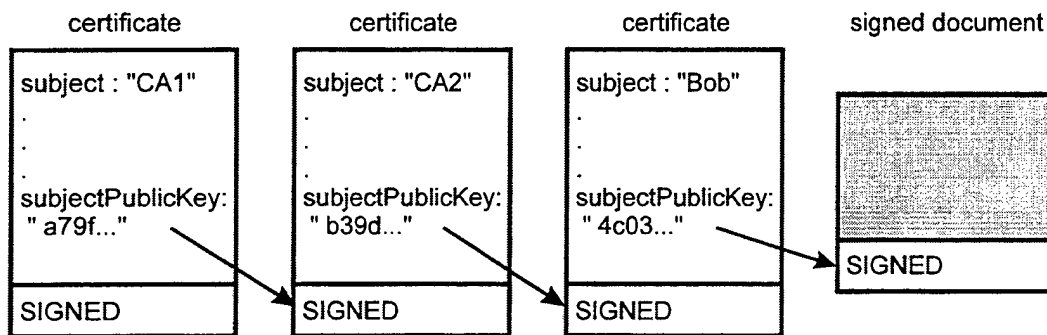 certificate
subject : "CA1"
.
.
.
subjectPublicKey:
" a79f..."
SIGNED
certificate
subject : "CA2"
.
.
.
subjectPublicKey:
" b39d..."
SIGNED
certificate
subject : "Bob"
.
.
.
subjectPublicKey:
" 4c03..."
SIGNED
signed document
SIGNED